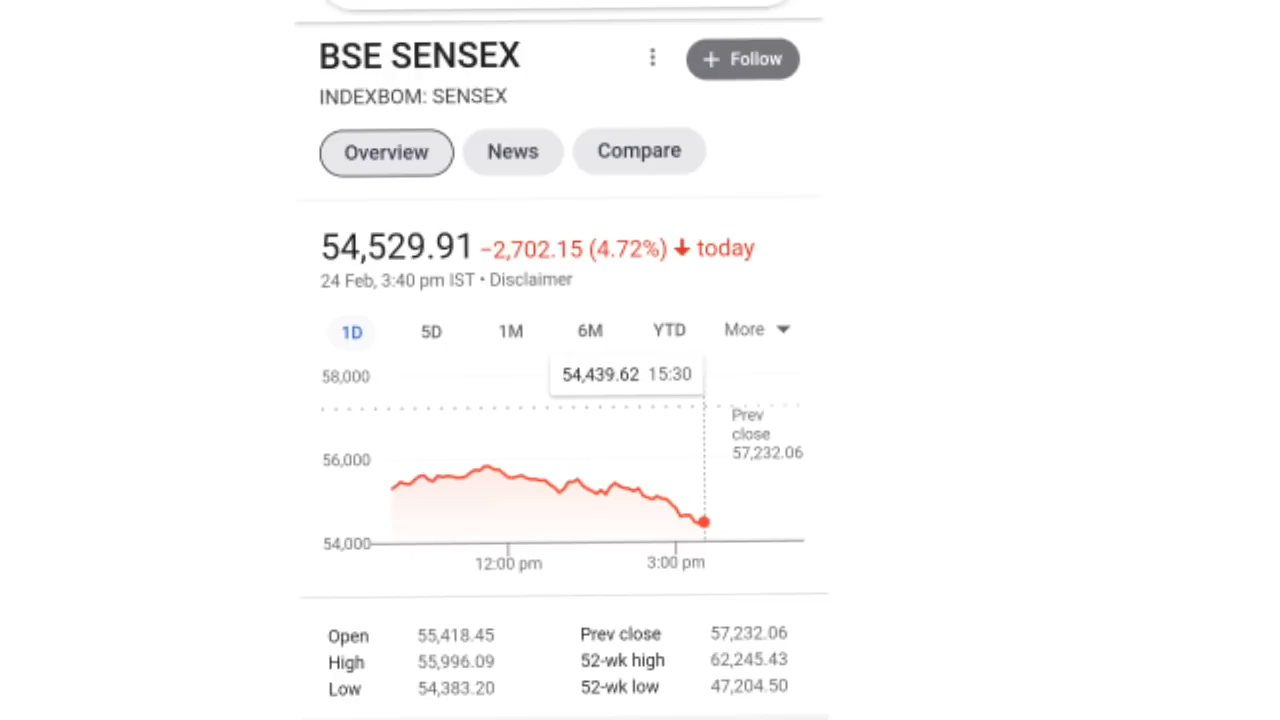 BSE SENSEX
+ Follow
INDEXBOM: SENSEX
Overview News Compare
54,529.91 −2,702.15 (4.72%) ↓ today
24 Feb, 3:40 pm IST • Disclaimer
1D 5D 1M 6M YTD More
54,439.62 15:30
58,000
Prev
close
57,232.06
56,000
54,000
12:00 pm 3:00 pm
Open 55,418.45 Prev close 57,232.06
High 55,996.09 52-wk high 62,245.43
Low 54,383.20 52-wk low 47,204.50